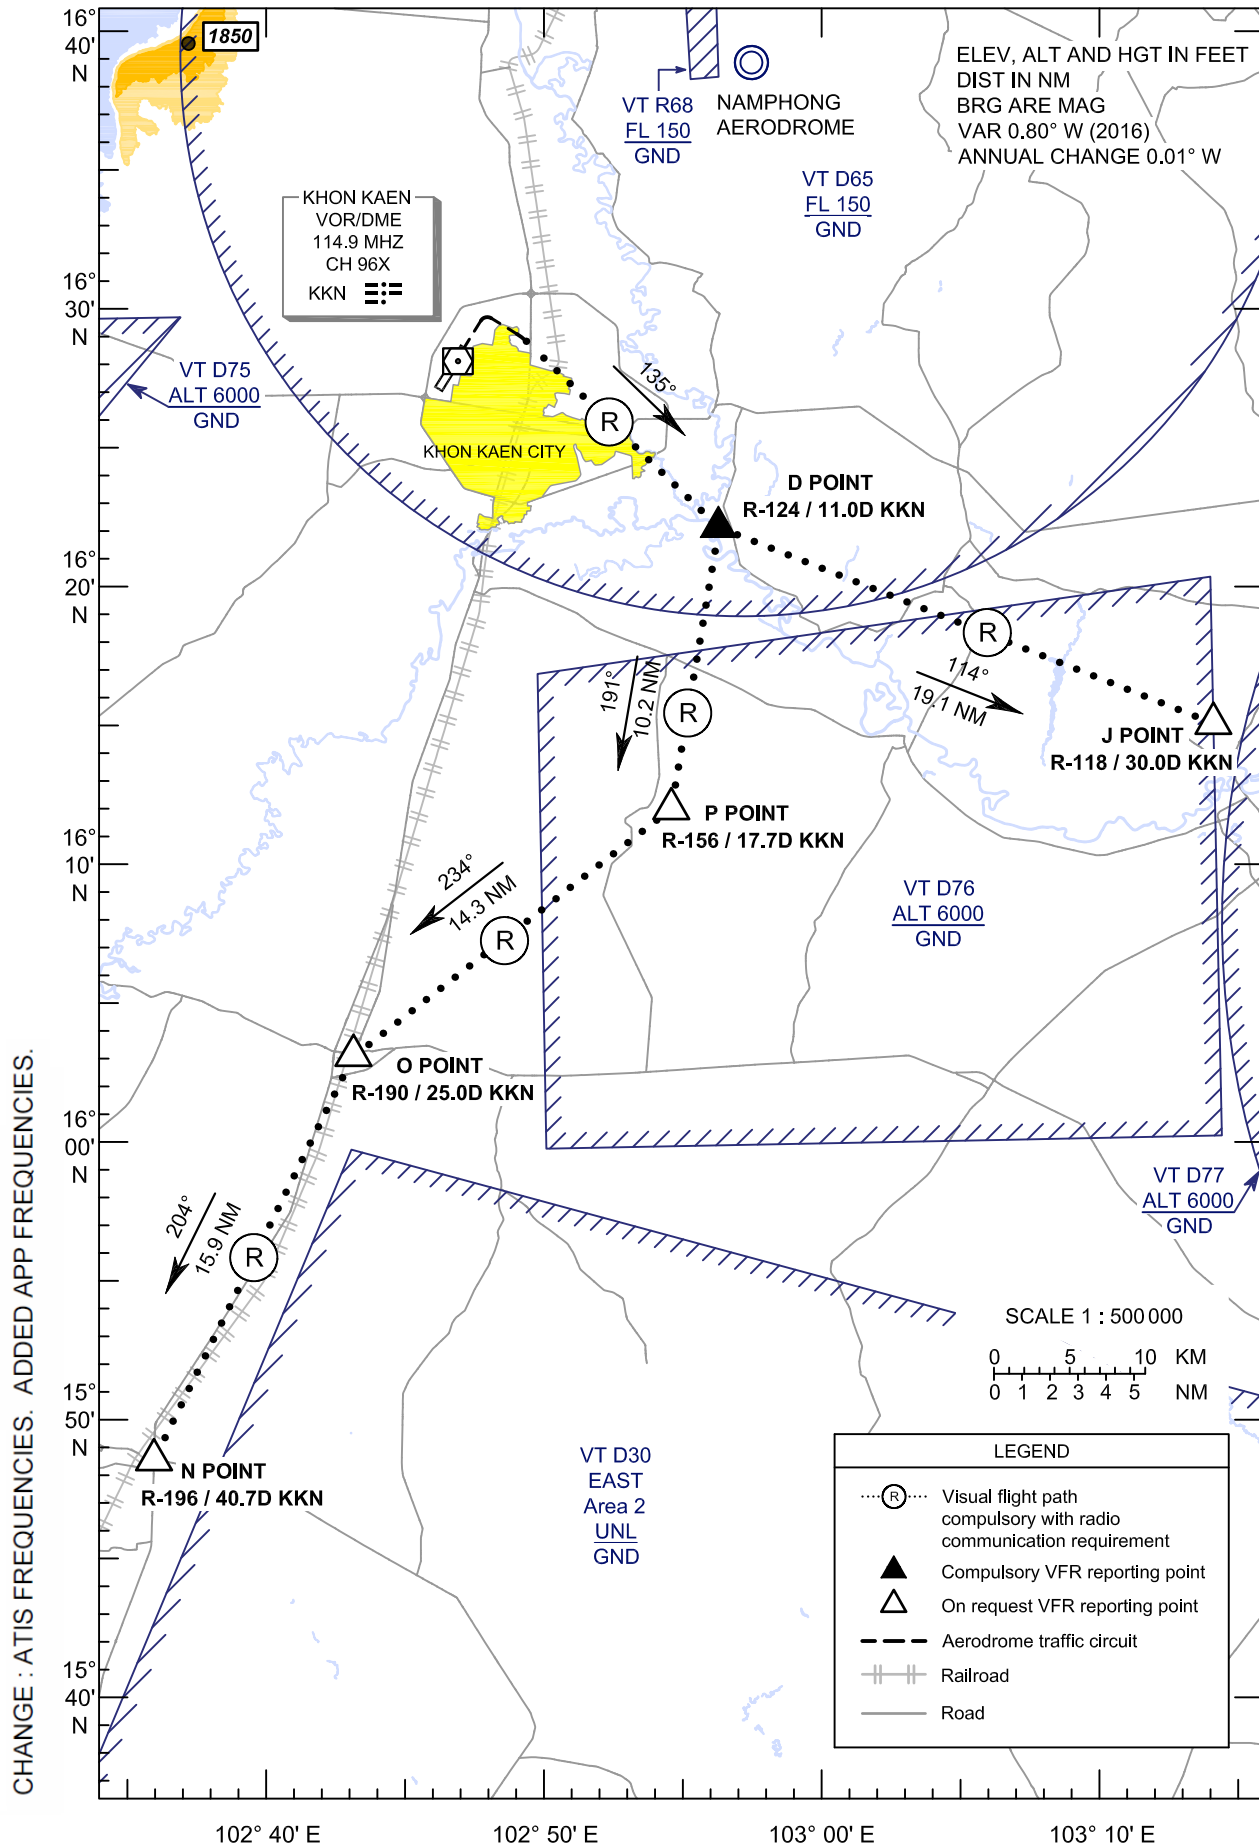 16°
40'
N
1850
ELEV, ALT AND HGT IN FEET
DIST IN NM
BRG ARE MAG
VAR 0.80° W (2016)
ANNUAL CHANGE 0.01° W
VT R68
FL 150
GND
NAMPHONG
AERODROME
VT D65
FL 150
GND
KHON KAEN
VOR/DME
114.9 MHZ
CH 96X
KKN
16°
30'
N
VT D75
ALT 6000
GND
135°
R
KHON KAEN CITY
D POINT
R-124 / 11.0D KKN
16°
20'
N
R
114°
19.1 NM
191°
10.2 NM
R
J POINT
R-118 / 30.0D KKN
P POINT
R-156 / 17.7D KKN
16°
10'
N
234°
14.3 NM
R
VT D76
ALT 6000
GND
O POINT
R-190 / 25.0D KKN
16°
00'
N
VT D77
ALT 6000
GND
204°
15.9 NM
R
SCALE 1 : 500 000
0 5 10 KM
0 1 2 3 4 5 NM
15°
50'
N
N POINT
R-196 / 40.7D KKN
VT D30
EAST
Area 2
UNL
GND
LEGEND
R Visual flight path
compulsory with radio
communication requirement
Compulsory VFR reporting point
On request VFR reporting point
Aerodrome traffic circuit
Railroad
Road
15°
40'
N
102° 40' E
102° 50' E
103° 00' E
103° 10' E
CHANGE : ATIS FREQUENCIES. ADDED APP FREQUENCIES.